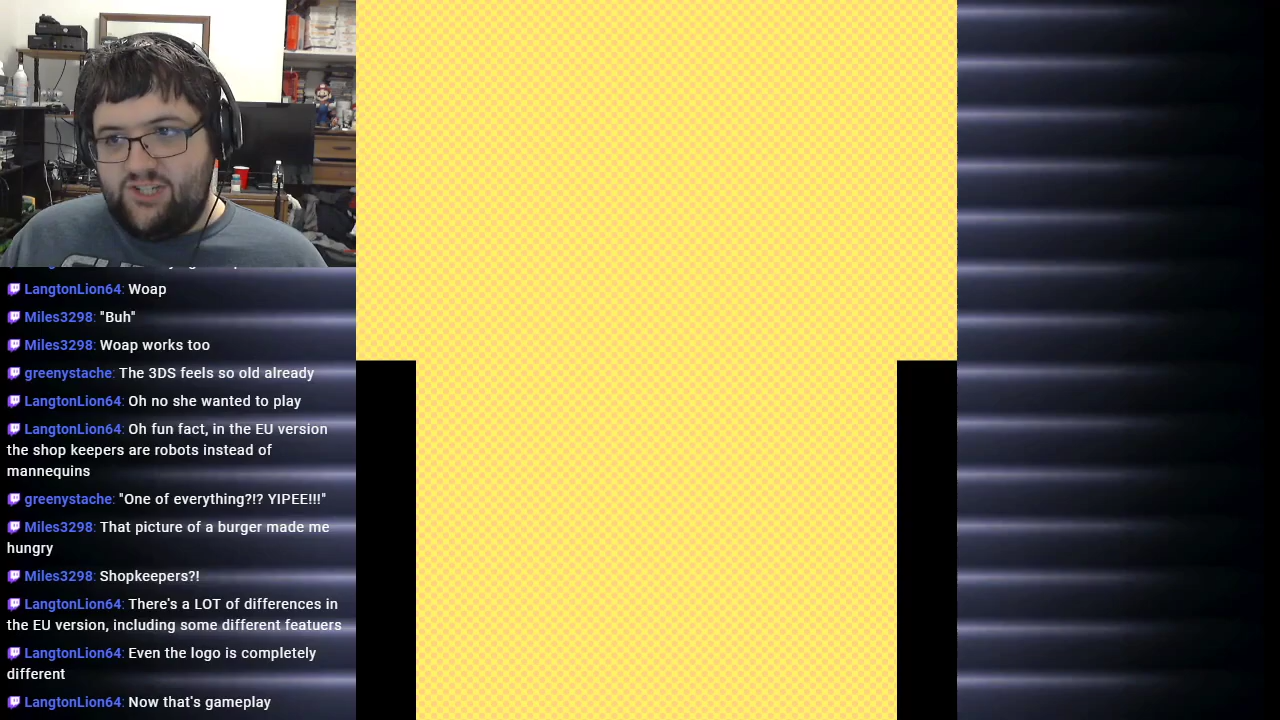 LangtonLion64: Woap
Miles3298: "Buh"
Miles3298: Woap works too
greenystache: The 3DS feels so old already
LangtonLion64: Oh no she wanted to play
LangtonLion64: Oh fun fact, in the EU version
the shop keepers are robots instead of
mannequins
greenystache: "One of everything?!? YIPEE!!!"
Miles3298: That picture of a burger made me
hungry
Miles3298: Shopkeepers?!
LangtonLion64: There's a LOT of differences in
the EU version, including some different featuers
LangtonLion64: Even the logo is completely
different
LangtonLion64: Now that's gameplay